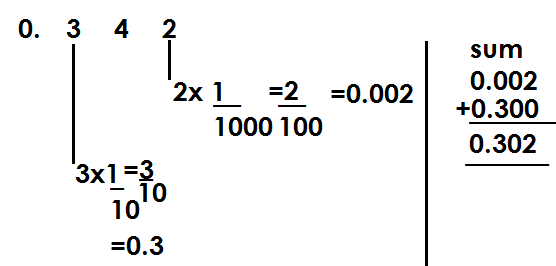 0. 3 4 2
2x 1/1000 =2/100 =0.002
3x1/10 =3/10
=0.3
sum
0.002
+0.300
0.302